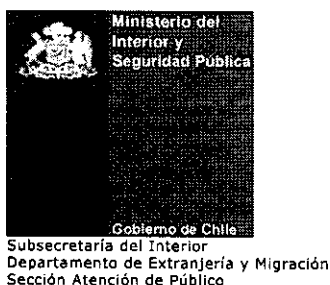 Ministerio del
Interior y
Seguridad Pública
Gobierno de Chile
Subsecretaría del Interior
Departamento de Extranjería y Migración
Sección Atención de Público